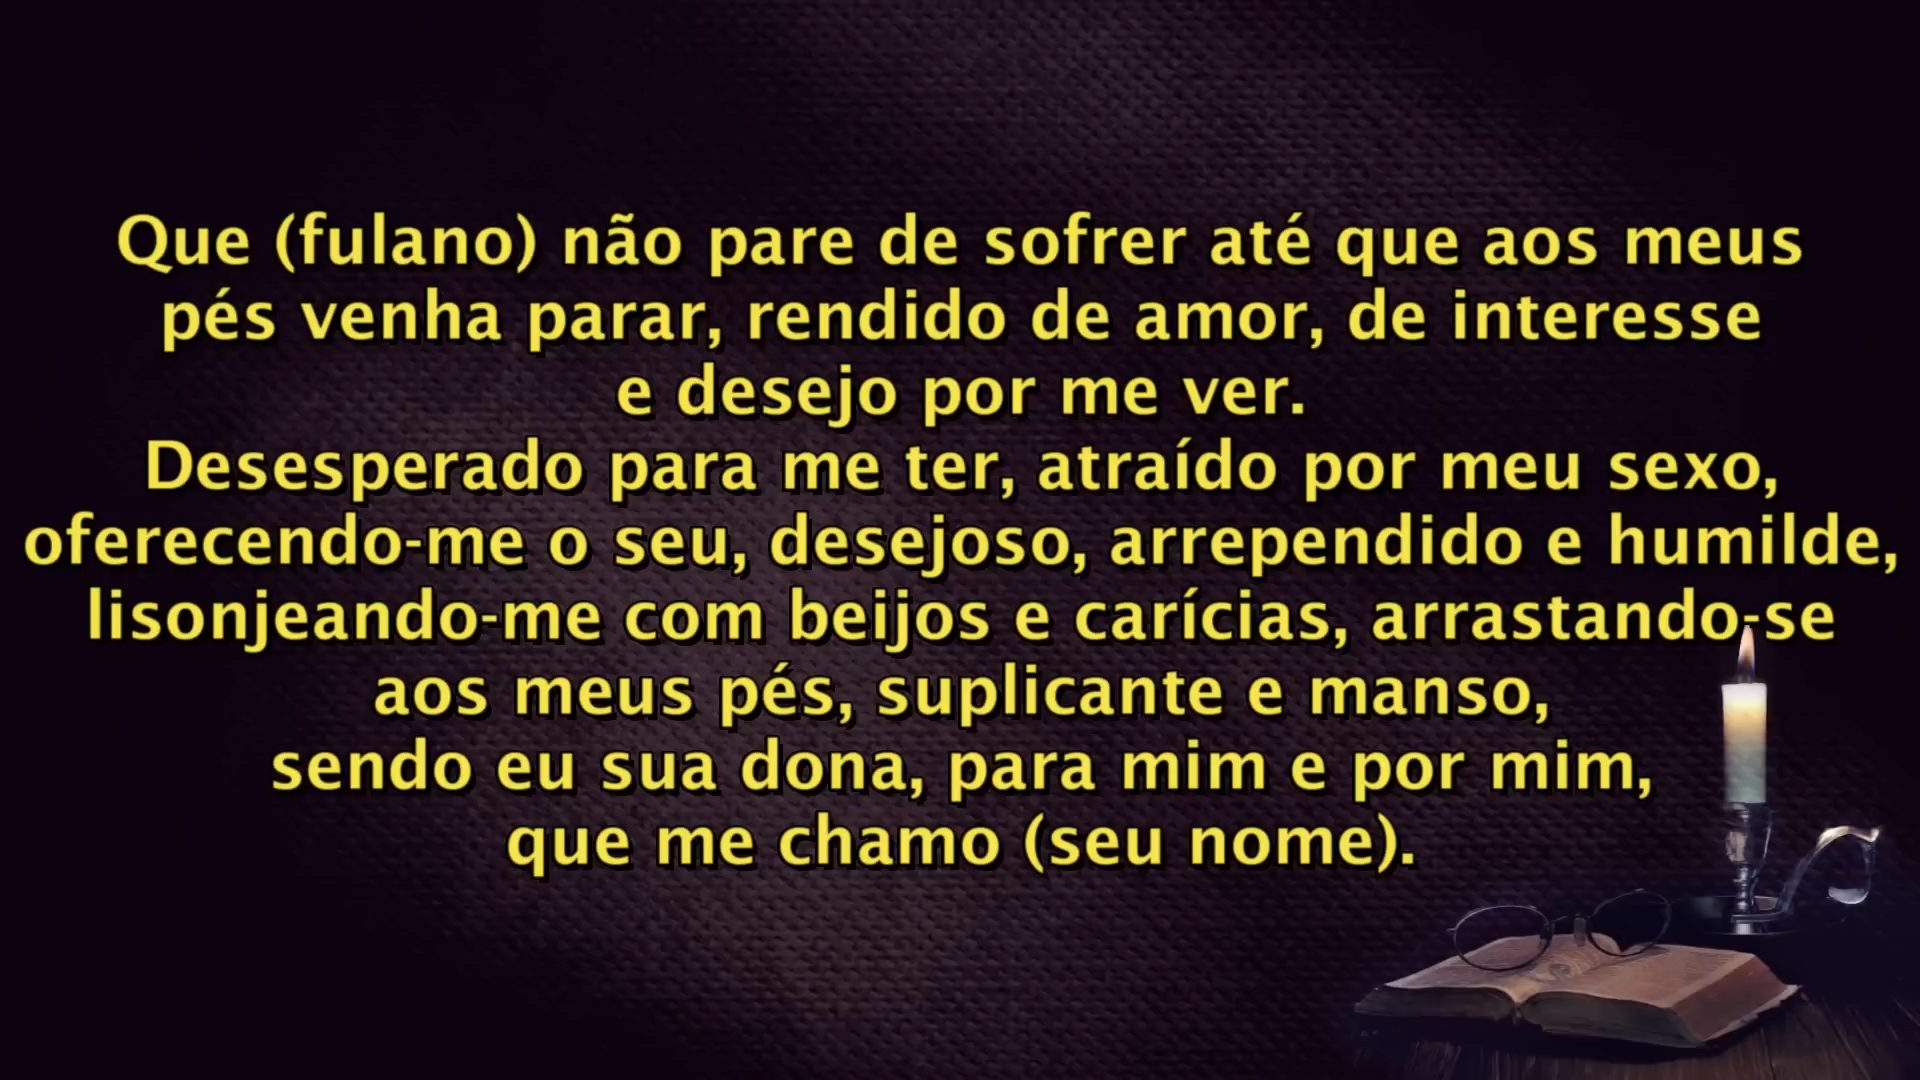 Que (fulano) não pare de sofrer até que aos meus
pés venha parar, rendido de amor, de interesse
e desejo por me ver.
Desesperado para me ter, atraído por meu sexo,
oferecendo-me o seu, desejoso, arrependido e humilde,
lisonjeando-me com beijos e carícias, arrastando-se
aos meus pés, suplicante e manso,
sendo eu sua dona, para mim e por mim,
que me chamo (seu nome).